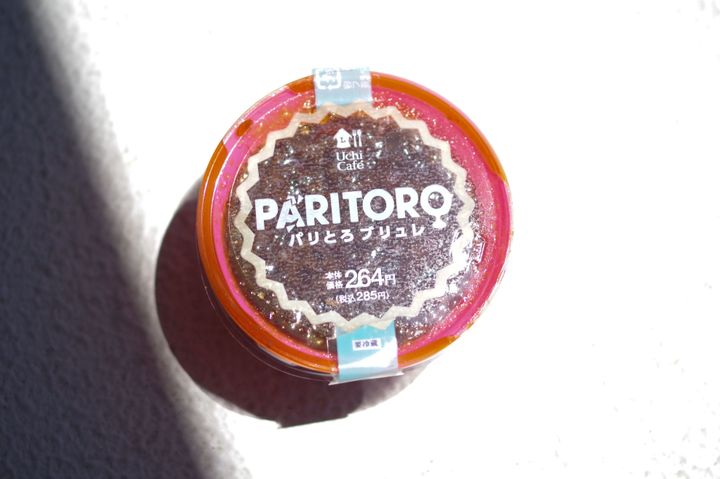 Uchi
Café
PARITORO
パリとろ ブリュレ
本体
価格 264円
(税込 285円)
要冷蔵